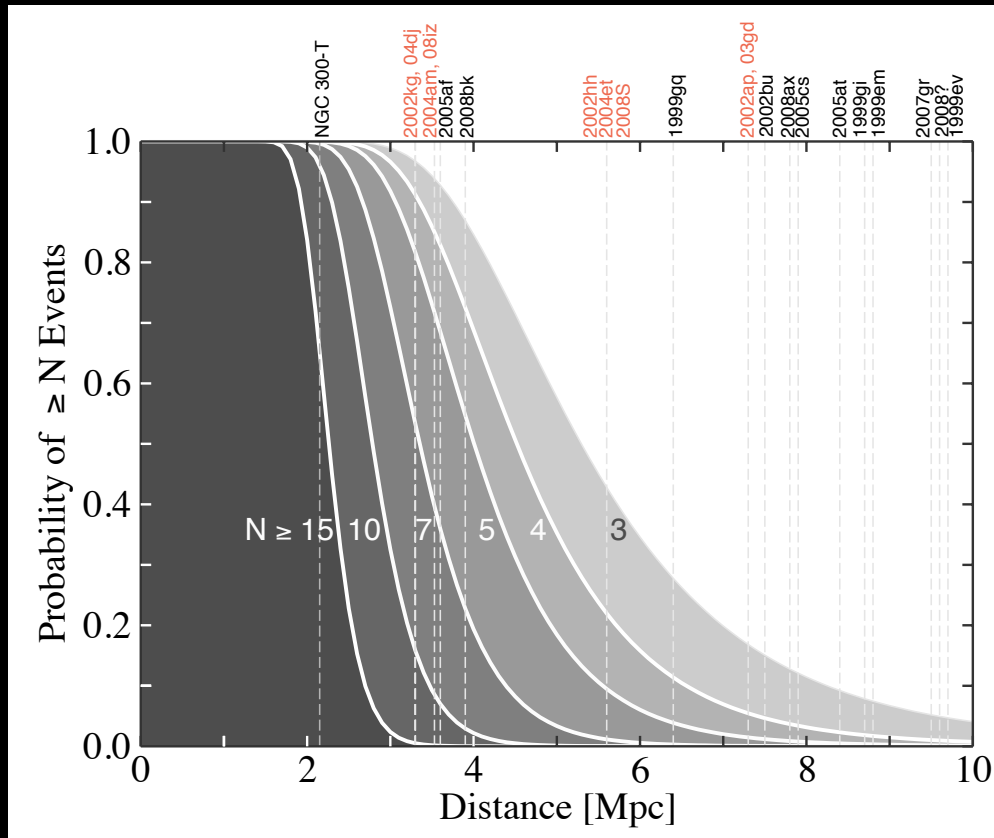 NGC 300-T
2002kg, 04dj
2004am, 08iz
2005af
2008bk
2002hh
2004et
2008S
1999gq
2002ap, 03gd
2002bu
2008ax
2005cs
2005at
1999gi
1999em
2007gr
2008?
1999ev
Probability of ≥ N Events
1.0
0.8
0.6
0.4
0.2
0.0
N ≥ 15 10 7 5 4 3
0 2 4 6 8 10
Distance [Mpc]